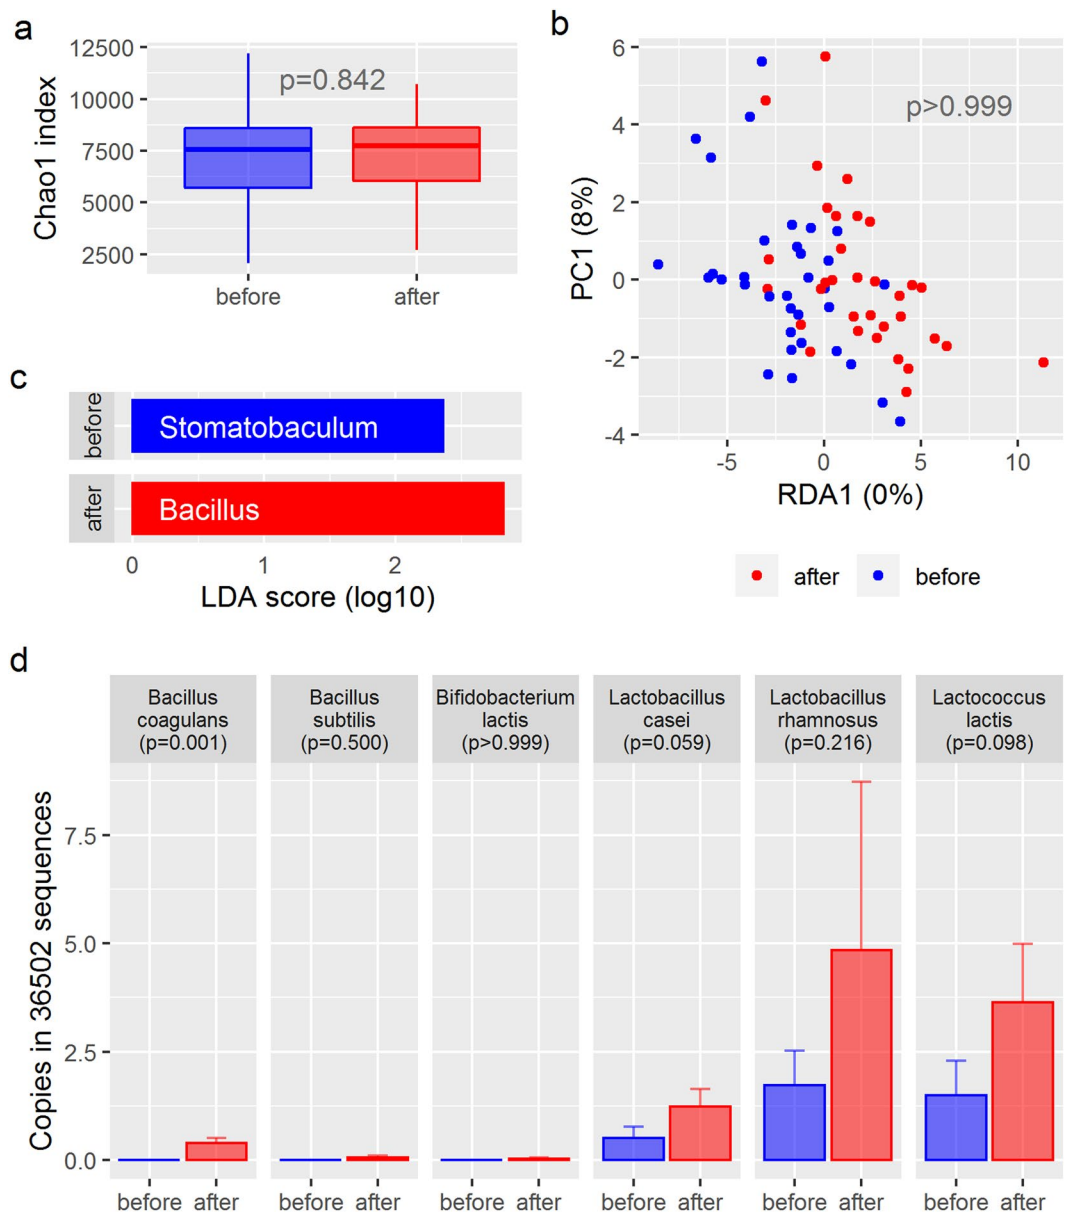 a
Chao1 index
12500
10000
7500
5000
2500
p=0.842
before
after
b
PC1 (8%)
6
4
2
0
-2
-4
p>0.999
-5
0
5
10
RDA1 (0%)
after
before
c
before
Stomatobaculum
after
Bacillus
0
1
2
LDA score (log10)
d
Copies in 36502 sequences
Bacillus
coagulans
(p=0.001)
Bacillus
subtilis
(p=0.500)
Bifidobacterium
lactis
(p>0.999)
Lactobacillus
casei
(p=0.059)
Lactobacillus
rhamnosus
(p=0.216)
Lactococcus
lactis
(p=0.098)
7.5
5.0
2.5
0.0
before after
before after
before after
before after
before after
before after